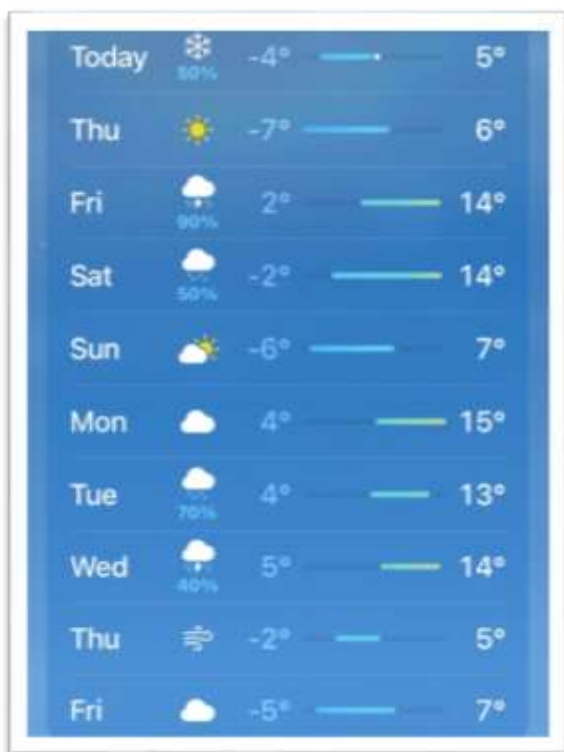 Today 50% -4° 5°
Thu -7° 6°
Fri 90% 2° 14°
Sat 50% -2° 14°
Sun -6° 7°
Mon 4° 15°
Tue 70% 4° 13°
Wed 40% 5° 14°
Thu -2° 5°
Fri -5° 7°